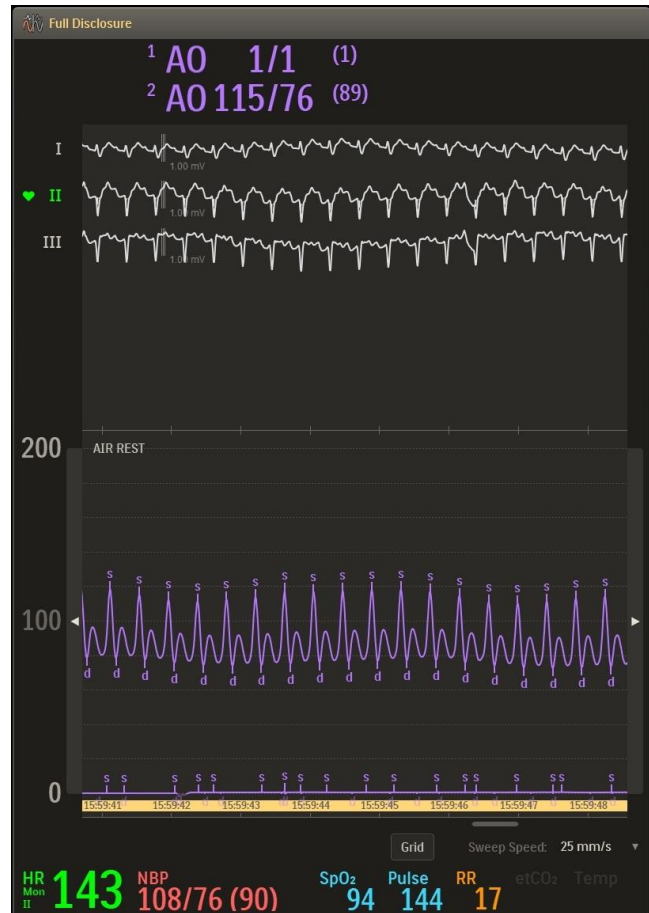 Full Disclosure
1 AO 1/1 (1)
2 AO 115/76 (89)
I
1.00 mV
II
1.00 mV
III
1.00 mV
200 AIR REST
s s s s s s s s s s s s s s s s s s
100
d d d d d d d d d d d d d d d d d d d
s s s s s s s s s s s s s s s s s s
0
15:59:41 15:59:42 15:59:43 15:59:44 15:59:45 15:59:46 15:59:47 15:59:48
Grid Sweep Speed: 25 mm/s
HR NBP SpO₂ Pulse RR etCO₂ Temp
Mon
II
143 108/76 (90) 94 144 17